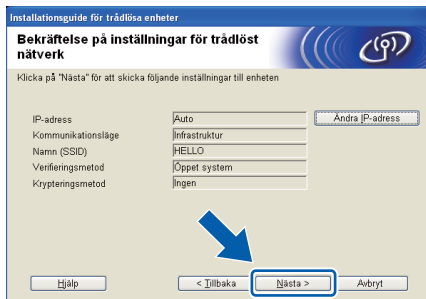 Installationsguide för trådlösa enheter
Bekräftelse på inställningar för trådlöst
nätverk
Klicka på "Nästa" för att skicka följande inställningar till enheten
IP-adress Auto Ändra IP-adress
Kommunikationsläge Infrastruktur
Namn (SSID) HELLO
Verifieringsmetod Öppet system
Krypteringsmetod Ingen
Hjälp < Tillbaka Nästa > Avbryt